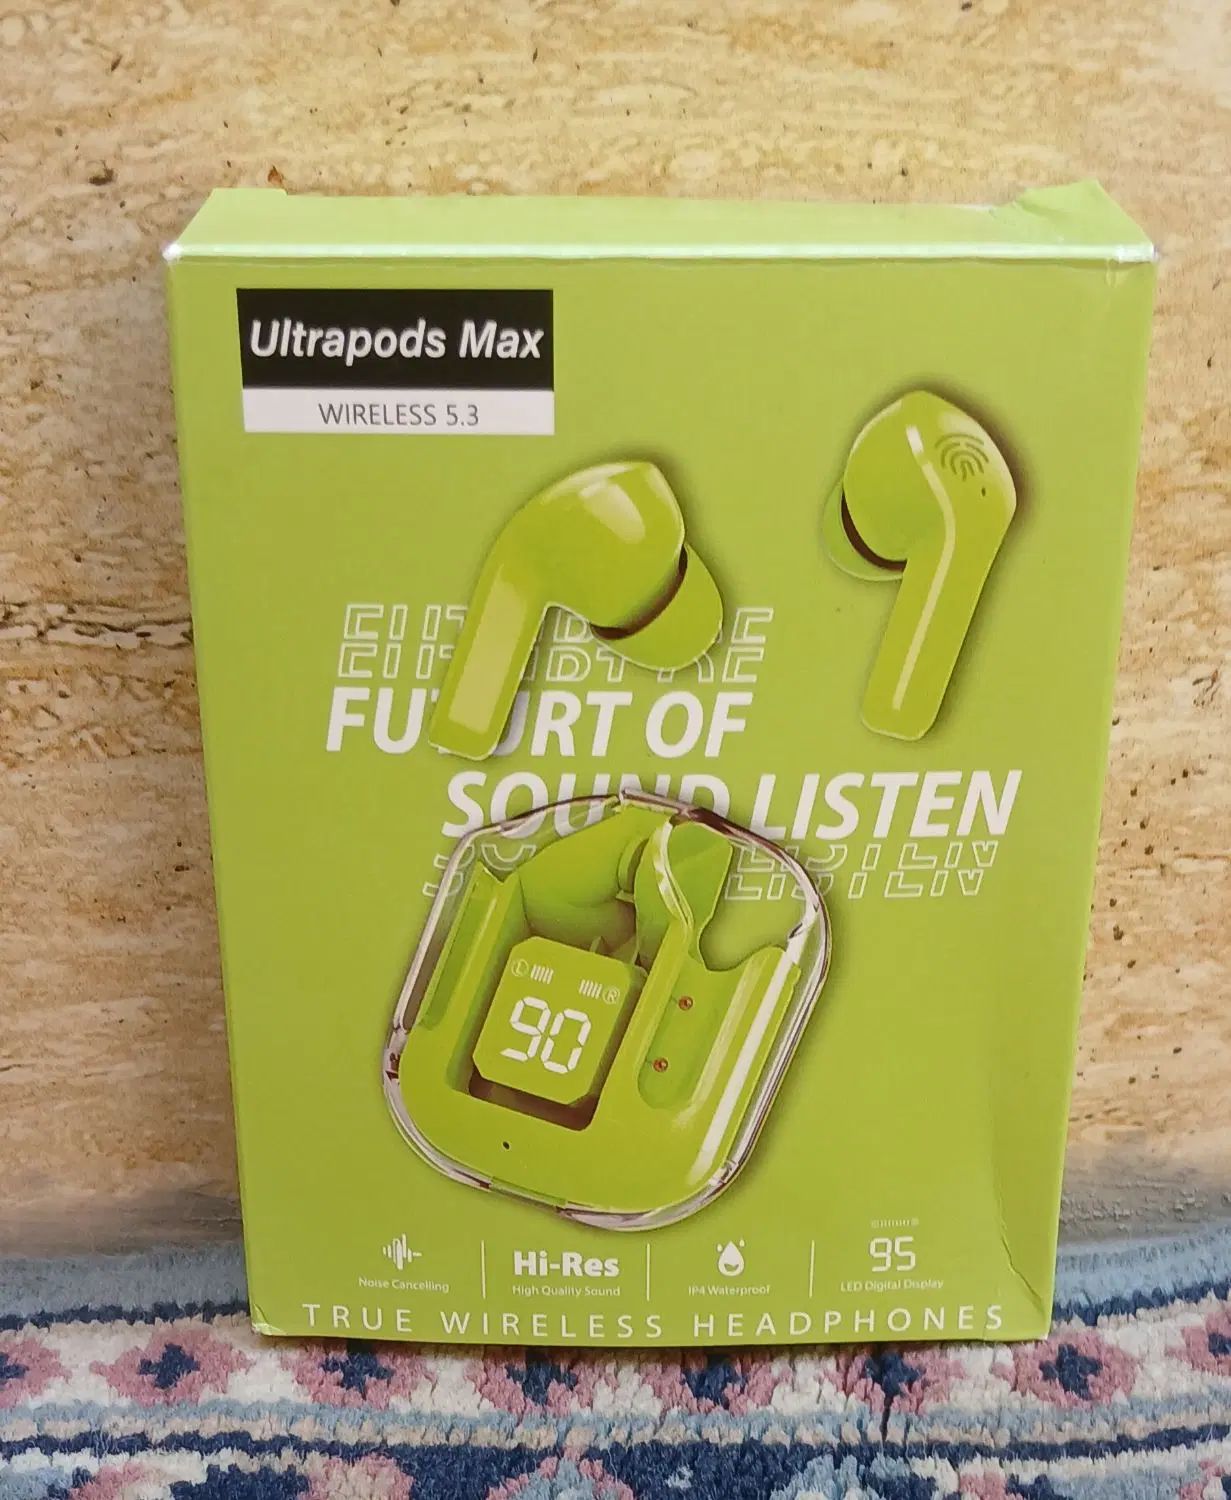 Ultrapods Max
WIRELESS 5.3
FUTURT OF
SOUND LISTEN
L R
90
Noise Cancelling
Hi-Res
High Quality Sound
IP4 Waterproof
95
LED Digital Display
TRUE WIRELESS HEADPHONES